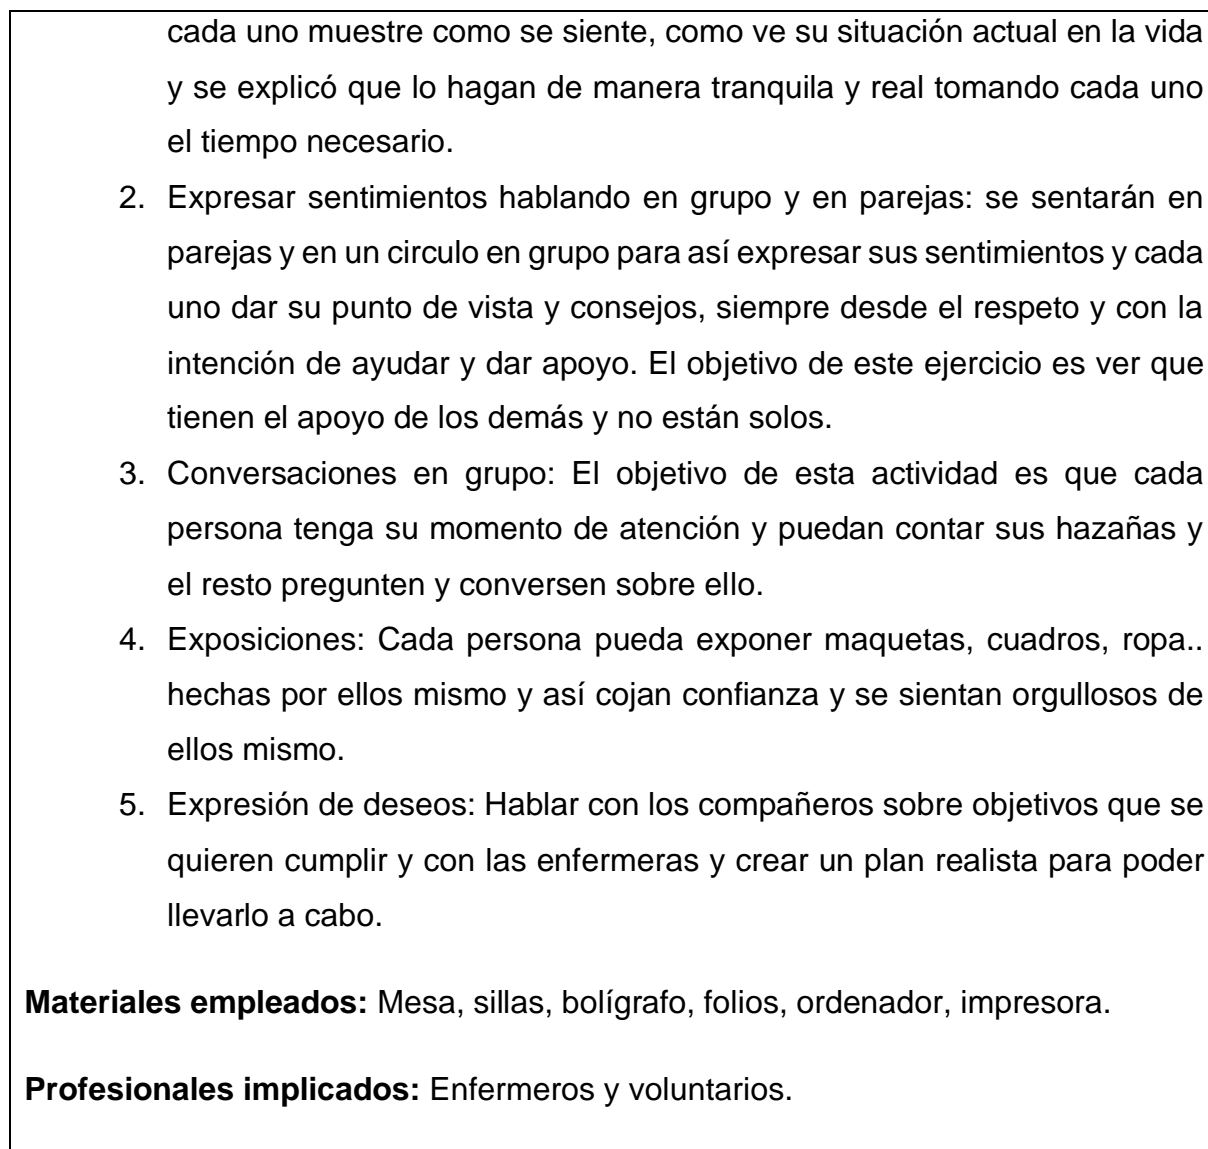 cada uno muestre como se siente, como ve su situación actual en la vida
y se explicó que lo hagan de manera tranquila y real tomando cada uno
el tiempo necesario.
2. Expresar sentimientos hablando en grupo y en parejas: se sentarán en
parejas y en un circulo en grupo para así expresar sus sentimientos y cada
uno dar su punto de vista y consejos, siempre desde el respeto y con la
intención de ayudar y dar apoyo. El objetivo de este ejercicio es ver que
tienen el apoyo de los demás y no están solos.
3. Conversaciones en grupo: El objetivo de esta actividad es que cada
persona tenga su momento de atención y puedan contar sus hazañas y
el resto pregunten y conversen sobre ello.
4. Exposiciones: Cada persona pueda exponer maquetas, cuadros, ropa..
hechas por ellos mismo y así cojan confianza y se sientan orgullosos de
ellos mismo.
5. Expresión de deseos: Hablar con los compañeros sobre objetivos que se
quieren cumplir y con las enfermeras y crear un plan realista para poder
llevarlo a cabo.
Materiales empleados: Mesa, sillas, bolígrafo, folios, ordenador, impresora.
Profesionales implicados: Enfermeros y voluntarios.